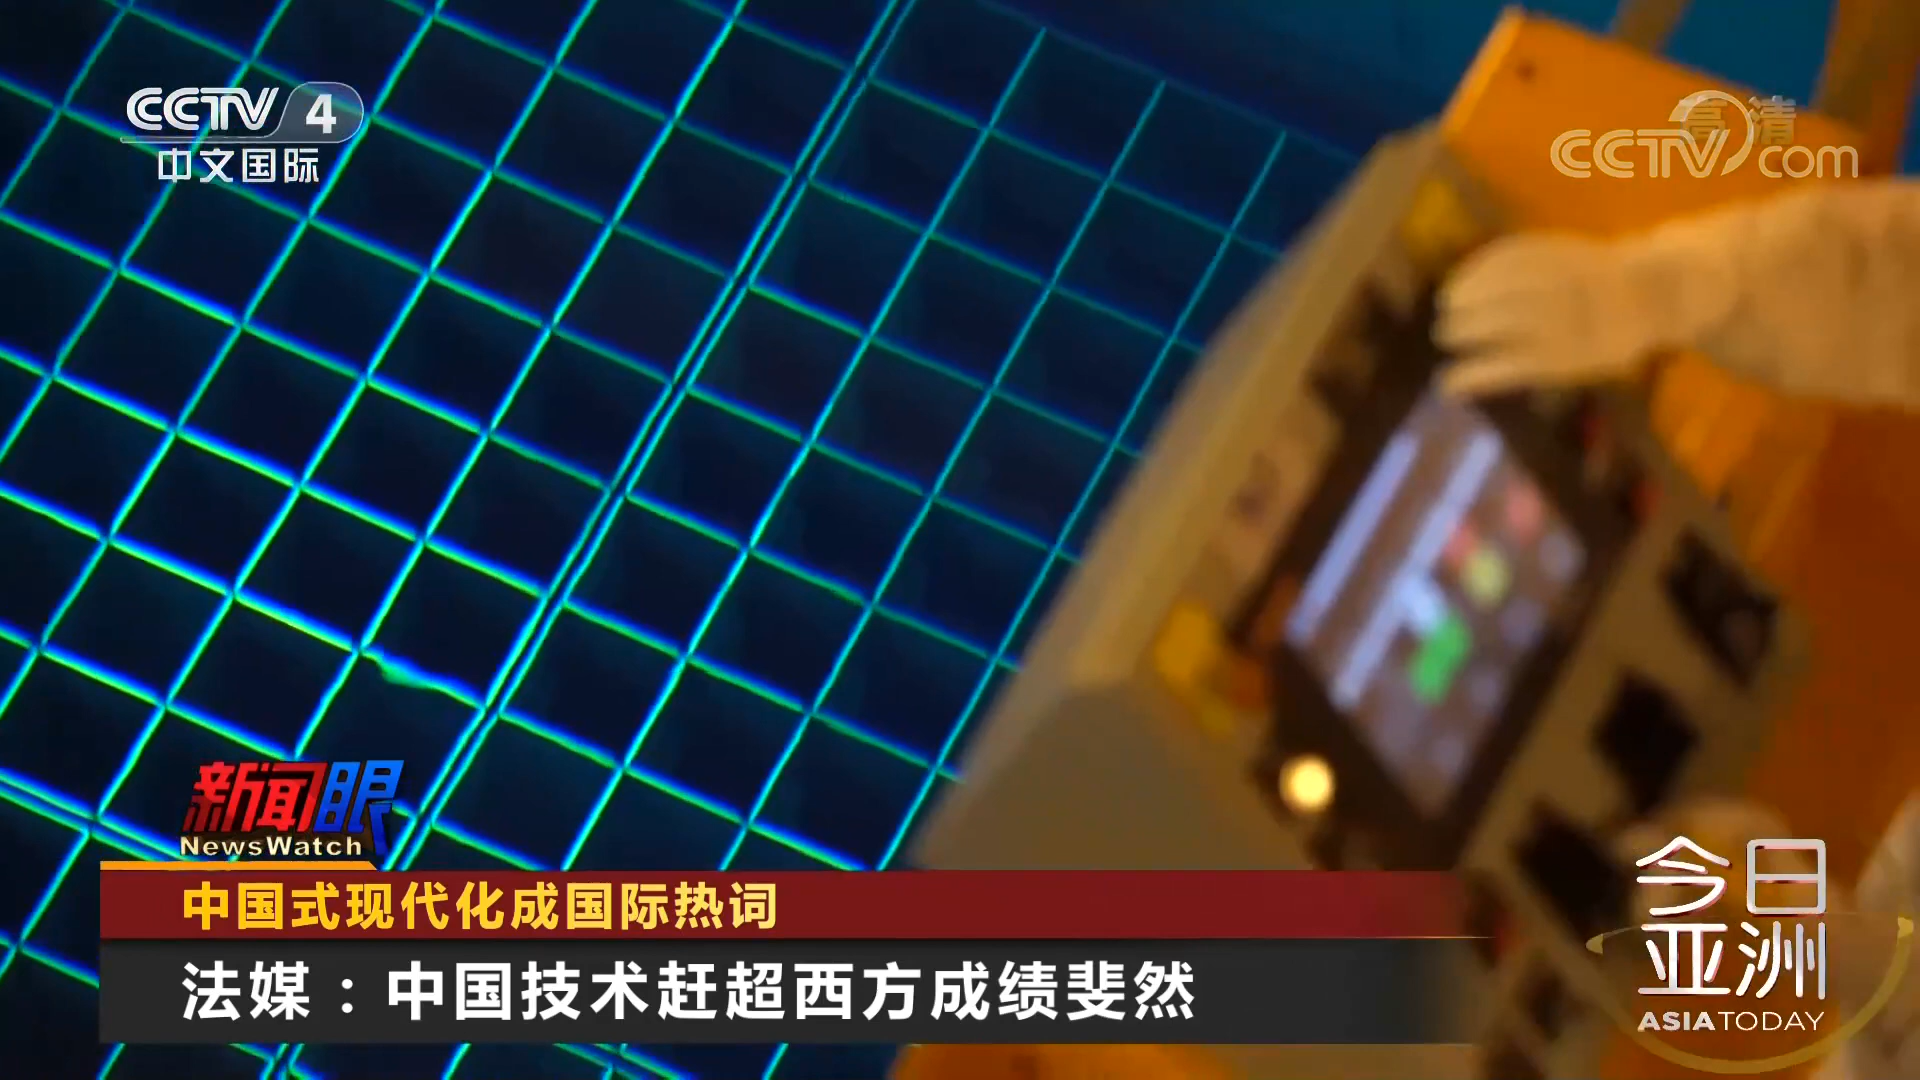 CCTV 4
中文国际
高清
CCTV.com
新闻眼
NewsWatch
中国式现代化成国际热词
法媒：中国技术赶超西方成绩斐然
今日
亚洲
ASIA TODAY